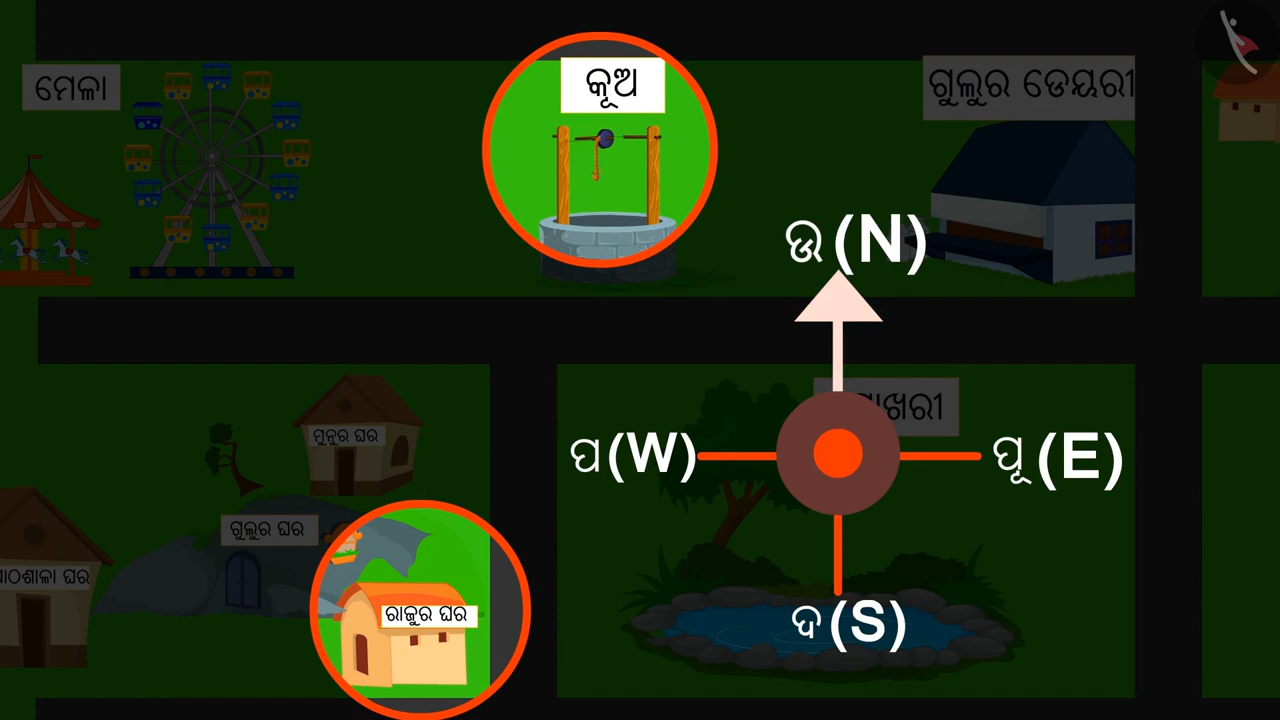 ମେଳା
କୂଅ
ଗୁଲୁର ଡେୟରୀ
ଉ (N)
ପ (W)
ପୂ (E)
ଦ (S)
ମୁନୁର ଘର
ଗୁଲୁର ଘର
ରାଜୁର ଘର